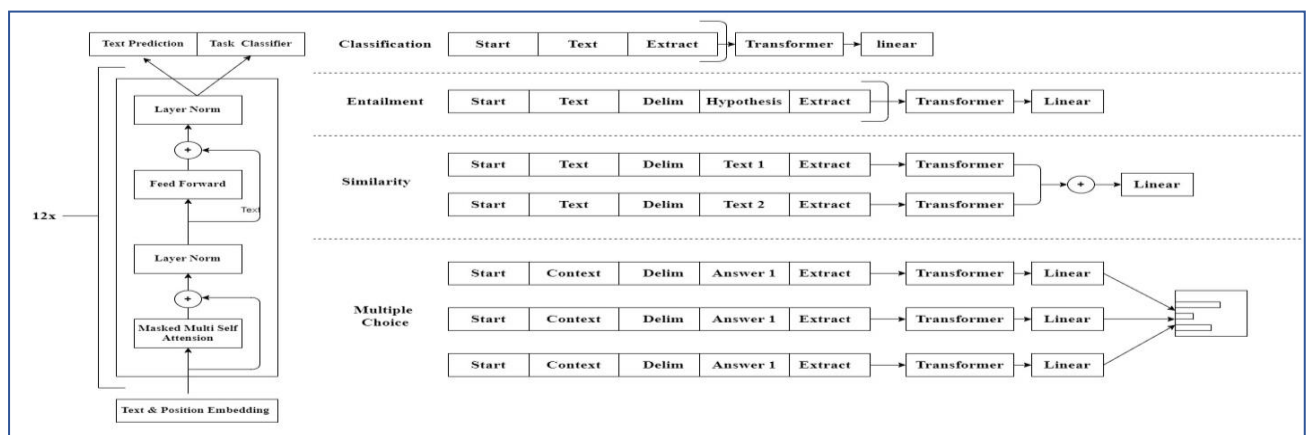 Text Prediction
Task Classifier
Layer Norm
+
Feed Forward
Text
12x
Layer Norm
+
Masked Multi Self
Attension
Text & Position Embedding
Classification
Start
Text
Extract
Transformer
linear
Entailment
Start
Text
Delim
Hypothesis
Extract
Transformer
Linear
Similarity
Start
Text
Delim
Text 1
Extract
Transformer
Start
Text
Delim
Text 2
Extract
Transformer
+
Linear
Multiple
Choice
Start
Context
Delim
Answer 1
Extract
Transformer
Linear
Start
Context
Delim
Answer 1
Extract
Transformer
Linear
Start
Context
Delim
Answer 1
Extract
Transformer
Linear